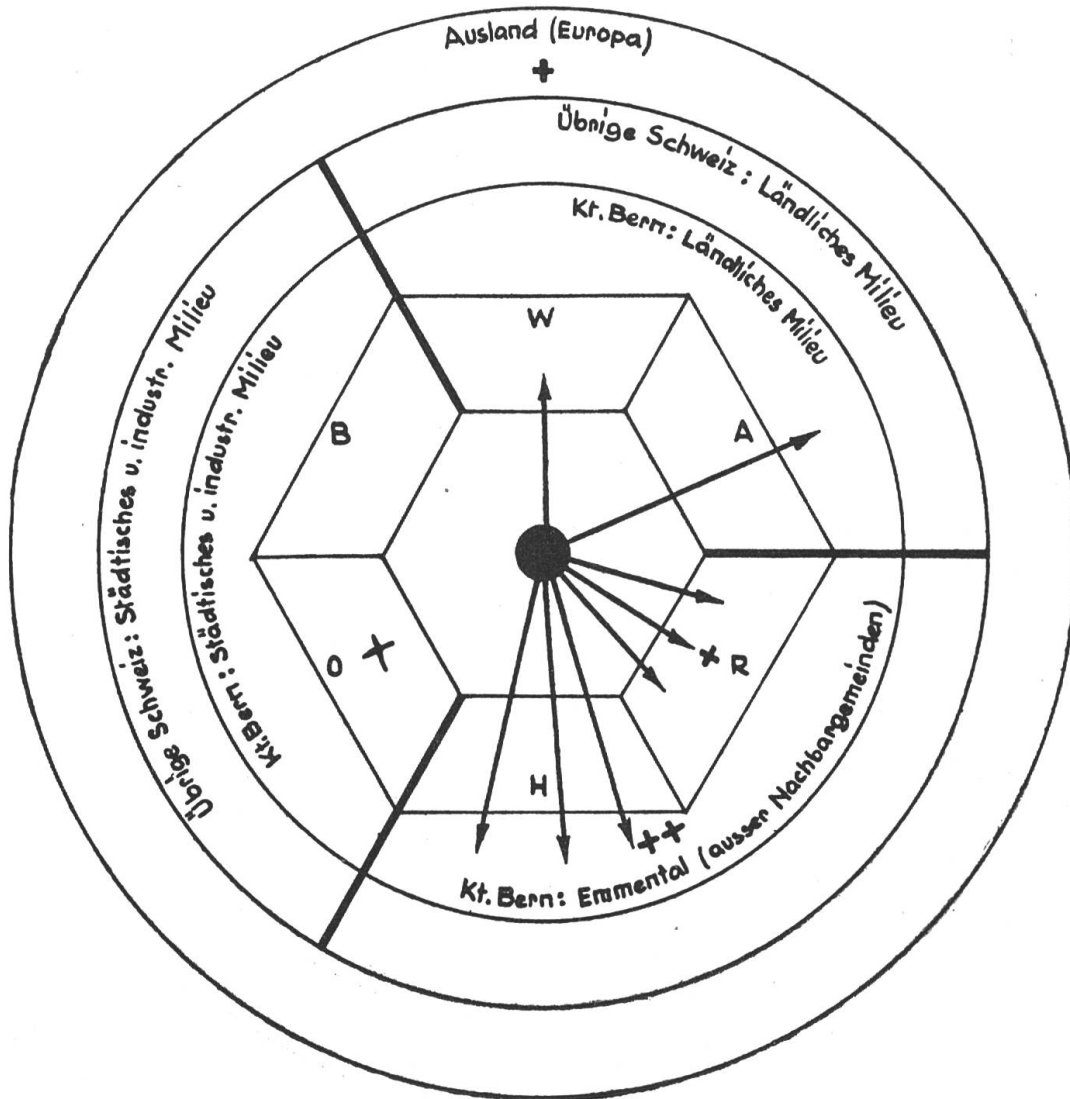 Ausland (Europa)
+
Übrige Schweiz: Ländliches Milieu
Kt. Bern: Ländliches Milieu
Übrige Schweiz: Städtisches u. industr. Milieu
Kt. Bern: Städtisches u. industr. Milieu
W
B
A
O +
+ R
H
++
Kt. Bern: Emmental (ausser Nachbargemeinden)